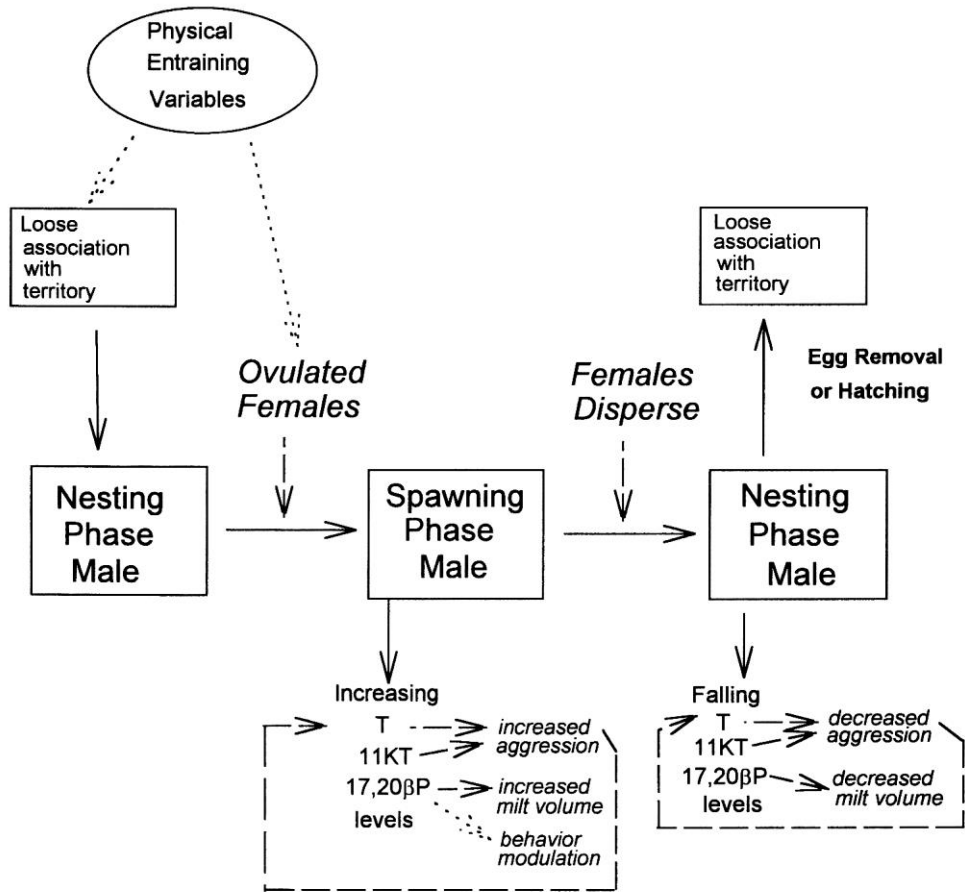 Physical
Entraining
Variables
Loose
association
with
territory
Loose
association
with
territory
Egg Removal
or Hatching
Ovulated
Females
Females
Disperse
Nesting
Phase
Male
Spawning
Phase
Male
Nesting
Phase
Male
Increasing
T
11KT
17,20βP
levels
increased
aggression
increased
milt volume
behavior
modulation
Falling
T
11KT
17,20βP
levels
decreased
aggression
decreased
milt volume